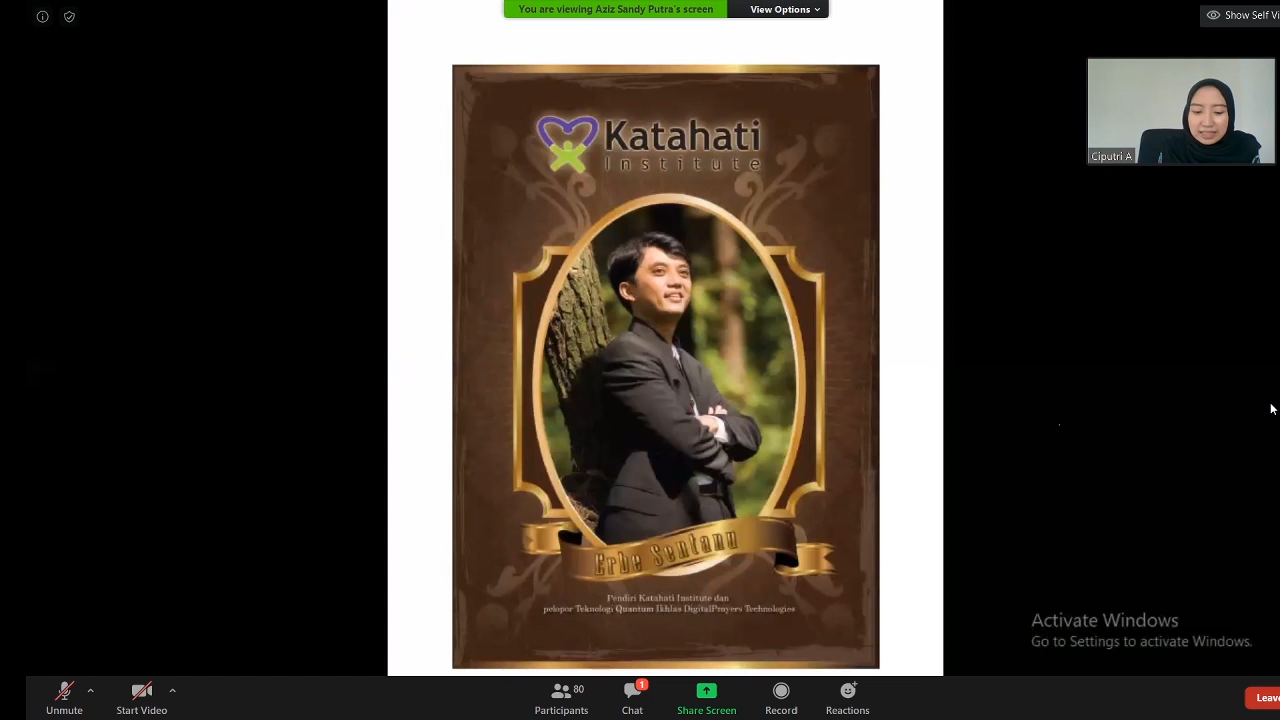 You are viewing Aziz Sandy Putra's screen
View Options
Show Self Vi
Katahati
Institute
Ciputri A
Erbe Sentanu
Pendiri Katahati Institute dan
pelopor Teknologi Quantum Ikhlas DigitalPrayers Technologies
Activate Windows
Go to Settings to activate Windows.
Unmute
Start Video
80
Participants
1
Chat
Share Screen
Record
Reactions
Leave